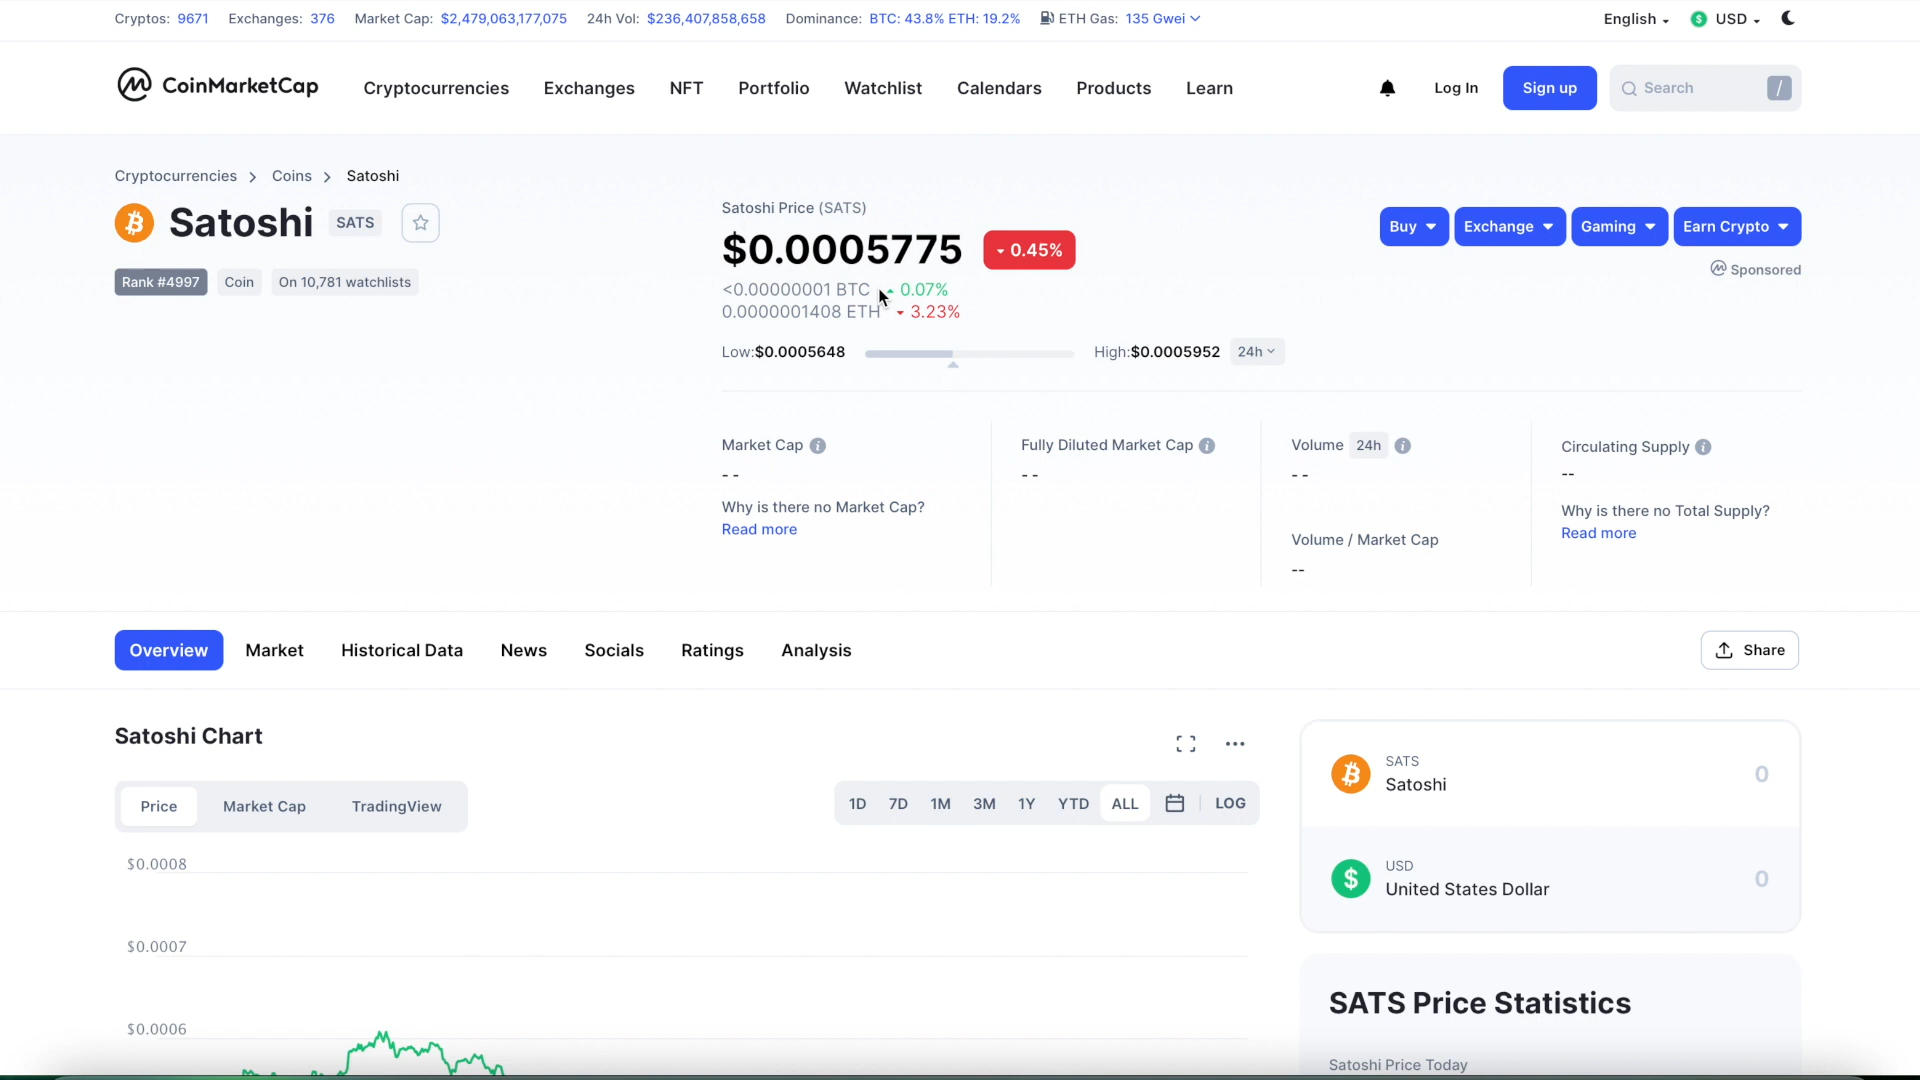 Cryptos: 9671 Exchanges: 376 Market Cap: $2,479,063,177,075 24h Vol: $236,407,858,658 Dominance: BTC: 43.8% ETH: 19.2% ETH Gas: 135 Gwei English USD
CoinMarketCap Cryptocurrencies Exchanges NFT Portfolio Watchlist Calendars Products Learn Log In Sign up Search /
Cryptocurrencies > Coins > Satoshi
Satoshi SATS
Rank #4997 Coin On 10,781 watchlists
Satoshi Price (SATS)
$0.0005775 0.45%
<0.00000001 BTC 0.07%
0.0000001408 ETH 3.23%
Low:$0.0005648 High:$0.0005952 24h
Buy Exchange Gaming Earn Crypto
Sponsored
Market Cap
- -
Why is there no Market Cap?
Read more
Fully Diluted Market Cap
- -
Volume 24h
- -
Volume / Market Cap
--
Circulating Supply
--
Why is there no Total Supply?
Read more
Overview Market Historical Data News Socials Ratings Analysis Share
Satoshi Chart
Price Market Cap TradingView 1D 7D 1M 3M 1Y YTD ALL LOG
$0.0008
$0.0007
$0.0006
SATS
Satoshi 0
USD
United States Dollar 0
SATS Price Statistics
Satoshi Price Today